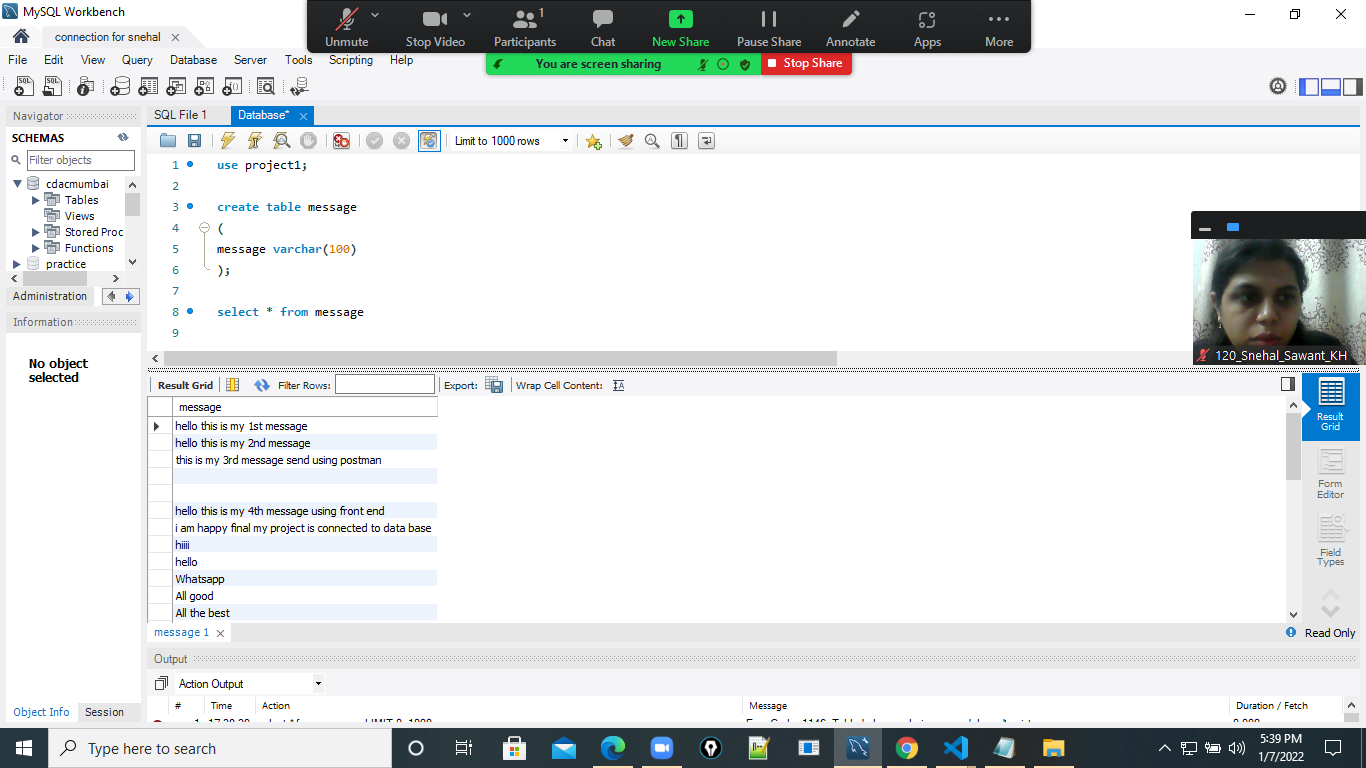 MySQL Workbench
connection for snehal
Unmute
Stop Video
1
Participants
Chat
New Share
Pause Share
Annotate
Apps
More
You are screen sharing
Stop Share
File Edit View Query Database Server Tools Scripting Help
Navigator
SCHEMAS
Filter objects
cdacmumbai
Tables
Views
Stored Proc
Functions
practice
Administration
Information
No object
selected
Object Info Session
SQL File 1 Database*
Limit to 1000 rows
1 use project1;
2
3 create table message
4 (
5 message varchar(100)
6 );
7
8 select * from message
9
120_Snehal_Sawant_KH
Result Grid Filter Rows: Export: Wrap Cell Content:
message
hello this is my 1st message
hello this is my 2nd message
this is my 3rd message send using postman
hello this is my 4th message using front end
i am happy final my project is connected to data base
hiiii
hello
Whatsapp
All good
All the best
Result
Grid
Form
Editor
Field
Types
message 1
Read Only
Output
Action Output
# Time Action Message Duration / Fetch
Type here to search
5:39 PM
1/7/2022